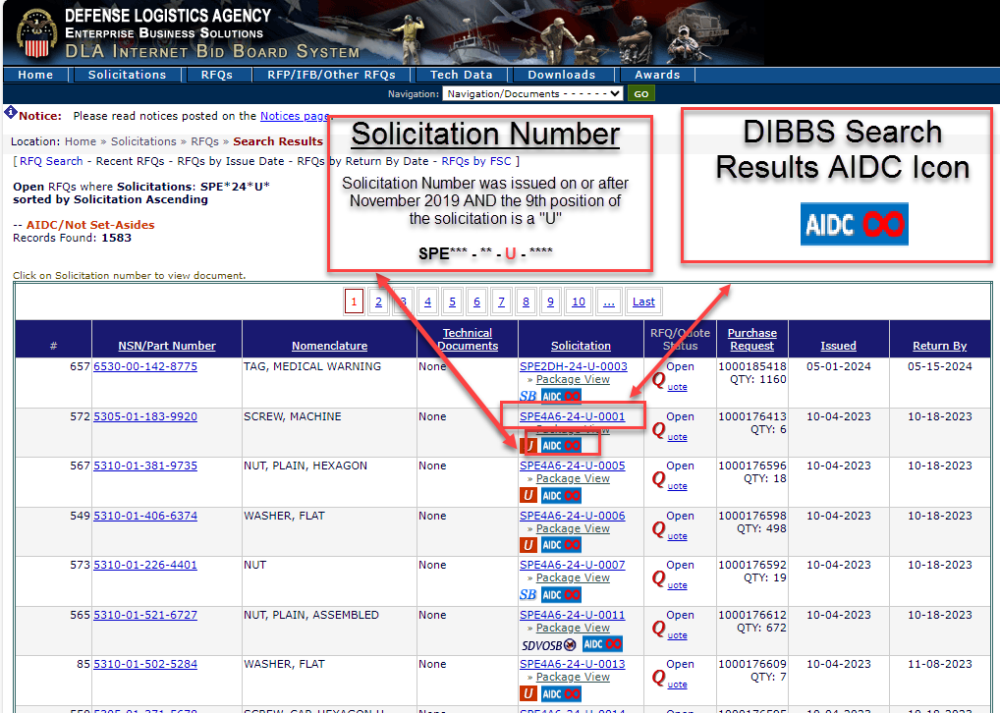 DEFENSE LOGISTICS AGENCY
ENTERPRISE BUSINESS SOLUTIONS
DLA INTERNET BID BOARD SYSTEM
Home Solicitations RFQs RFP/IFB/Other RFQs Tech Data Downloads Awards
Navigation: Navigation/Documents - - - - - - GO
Notice: Please read notices posted on the Notices page.
Location: Home » Solicitations » RFQs » Search Results
[ RFQ Search - Recent RFQs - RFQs by Issue Date - RFQs by Return By Date - RFQs by FSC ]
Open RFQs where Solicitations: SPE*24*U*
sorted by Solicitation Ascending
-- AIDC/Not Set-Asides
Records Found: 1583
Click on Solicitation number to view document.
Solicitation Number
Solicitation Number was issued on or after
November 2019 AND the 9th position of
the solicitation is a "U"
SPE*** - ** - U - ****
DIBBS Search
Results AIDC Icon
AIDC
1 2 3 4 5 6 7 8 9 10 ... Last
# NSN/Part Number Nomenclature Technical Documents Solicitation RFQ/Quote Status Purchase Request Issued Return By
657 6530-00-142-8775 TAG, MEDICAL WARNING None SPE2DH-24-U-0003 Open 1000185418 05-01-2024 05-15-2024
» Package View Quote QTY: 1160
SB AIDC
572 5305-01-183-9920 SCREW, MACHINE None SPE4A6-24-U-0001 Open 1000176413 10-04-2023 10-18-2023
» Package View Quote QTY: 6
U AIDC
567 5310-01-381-9735 NUT, PLAIN, HEXAGON None SPE4A6-24-U-0005 Open 1000176596 10-04-2023 10-18-2023
» Package View Quote QTY: 18
U AIDC
549 5310-01-406-6374 WASHER, FLAT None SPE4A6-24-U-0006 Open 1000176598 10-04-2023 10-18-2023
» Package View Quote QTY: 498
U AIDC
573 5310-01-226-4401 NUT None SPE4A6-24-U-0007 Open 1000176592 10-04-2023 10-18-2023
» Package View Quote QTY: 19
SB AIDC
565 5310-01-521-6727 NUT, PLAIN, ASSEMBLED None SPE4A6-24-U-0011 Open 1000176612 10-04-2023 10-18-2023
» Package View Quote QTY: 672
SDVOSB AIDC
85 5310-01-502-5284 WASHER, FLAT None SPE4A6-24-U-0013 Open 1000176609 10-04-2023 11-08-2023
» Package View Quote QTY: 7
U AIDC